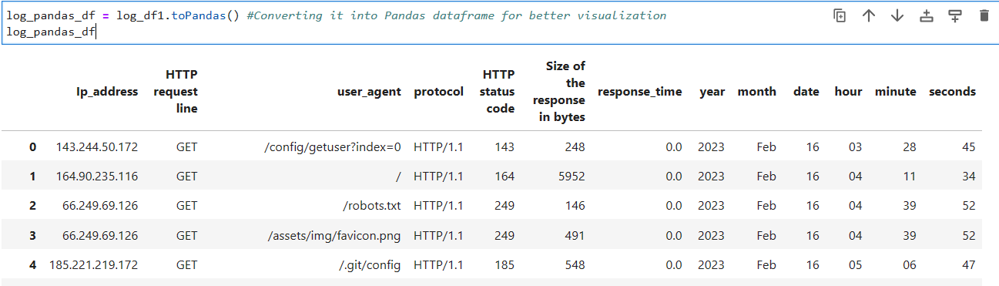 log_pandas_df = log_df1.toPandas() #Converting it into Pandas dataframe for better visualization
log_pandas_df
Ip_address HTTP request line user_agent protocol HTTP status code Size of the response in bytes response_time year month date hour minute seconds
0 143.244.50.172 GET /config/getuser?index=0 HTTP/1.1 143 248 0.0 2023 Feb 16 03 28 45
1 164.90.235.116 GET / HTTP/1.1 164 5952 0.0 2023 Feb 16 04 11 34
2 66.249.69.126 GET /robots.txt HTTP/1.1 249 146 0.0 2023 Feb 16 04 39 52
3 66.249.69.126 GET /assets/img/favicon.png HTTP/1.1 249 491 0.0 2023 Feb 16 04 39 52
4 185.221.219.172 GET /.git/config HTTP/1.1 185 548 0.0 2023 Feb 16 05 06 47